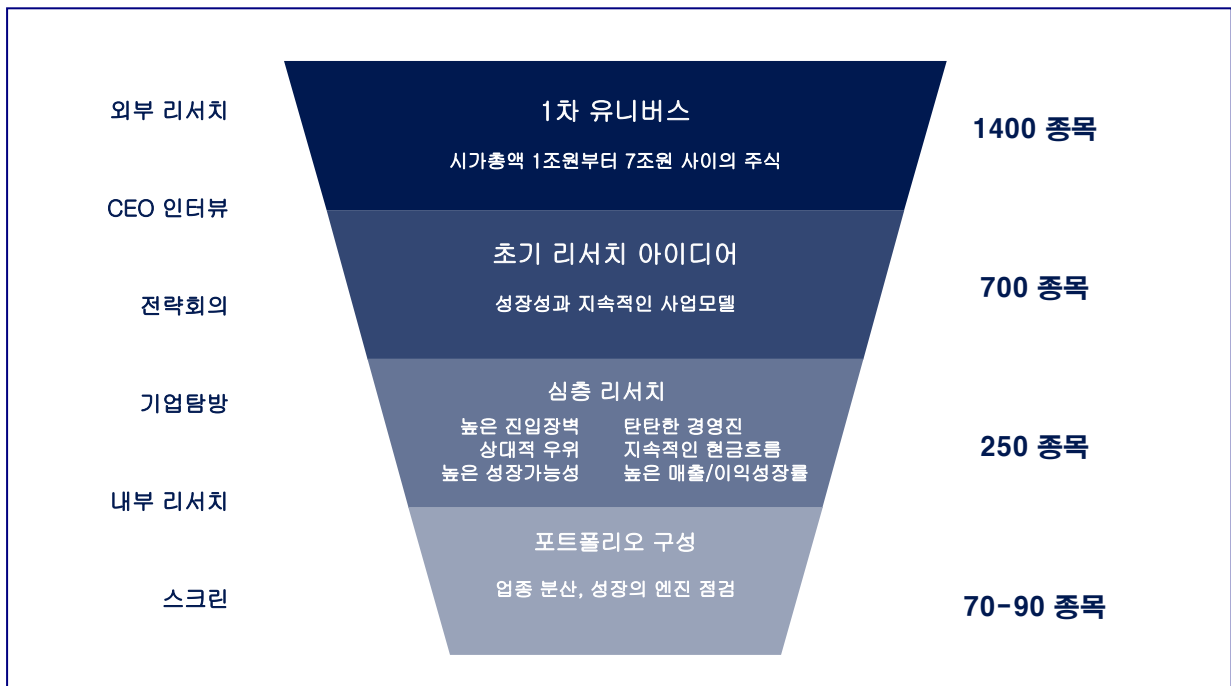 외부 리서치
CEO 인터뷰
전략회의
기업탐방
내부 리서치
스크린
1차 유니버스
시가총액 1조원부터 7조원 사이의 주식
초기 리서치 아이디어
성장성과 지속적인 사업모델
심층 리서치
높은 진입장벽 탄탄한 경영진
상대적 우위 지속적인 현금흐름
높은 성장가능성 높은 매출/이익성장률
포트폴리오 구성
업종 분산, 성장의 엔진 점검
1400 종목
700 종목
250 종목
70-90 종목